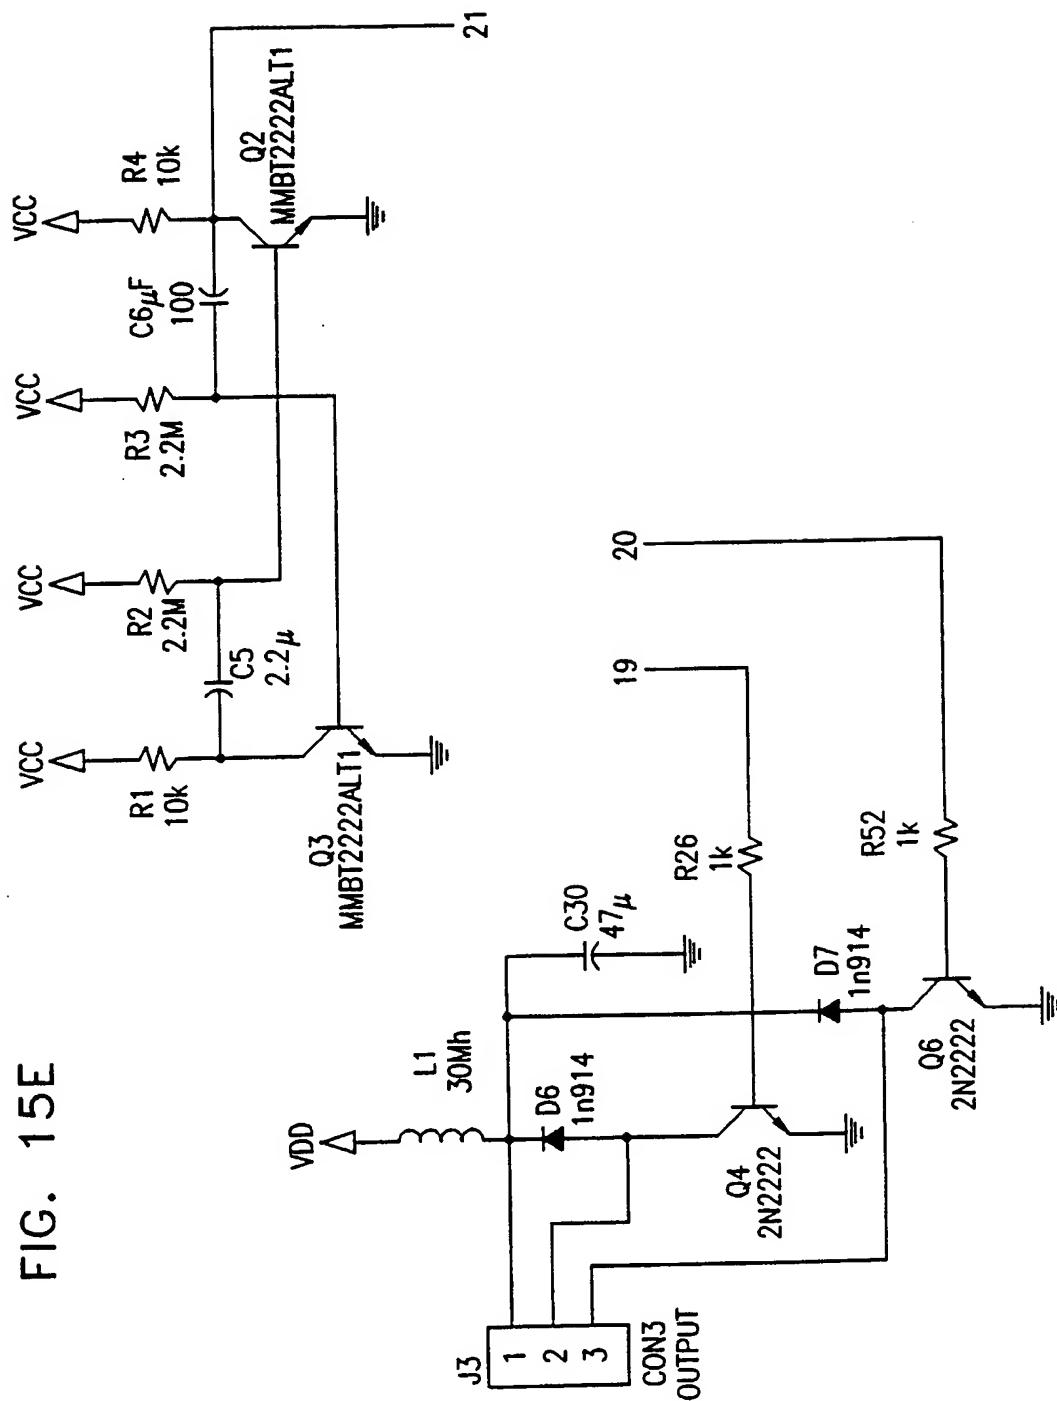 FIG. 15E
VCC
VCC
VCC
VCC
R1
10k
R2
2.2M
R3
2.2M
R4
10k
C5
2.2μ
C6μF
100
Q3
MMBT2222ALT1
Q2
MMBT2222ALT1
21
VDD
L1
30Mh
C30
47μ
D6
1n914
R26
1k
19
20
J3
1
2
3
CON3
OUTPUT
Q4
2N2222
D7
1n914
R52
1k
Q6
2N2222